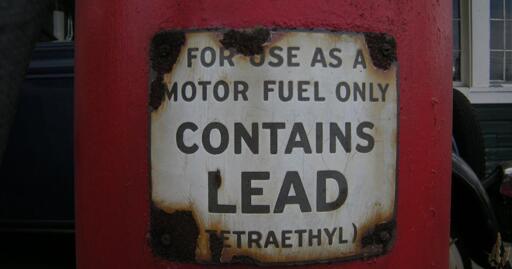 FOR USE AS A
MOTOR FUEL ONLY
CONTAINS
LEAD
(TETRAETHYL)